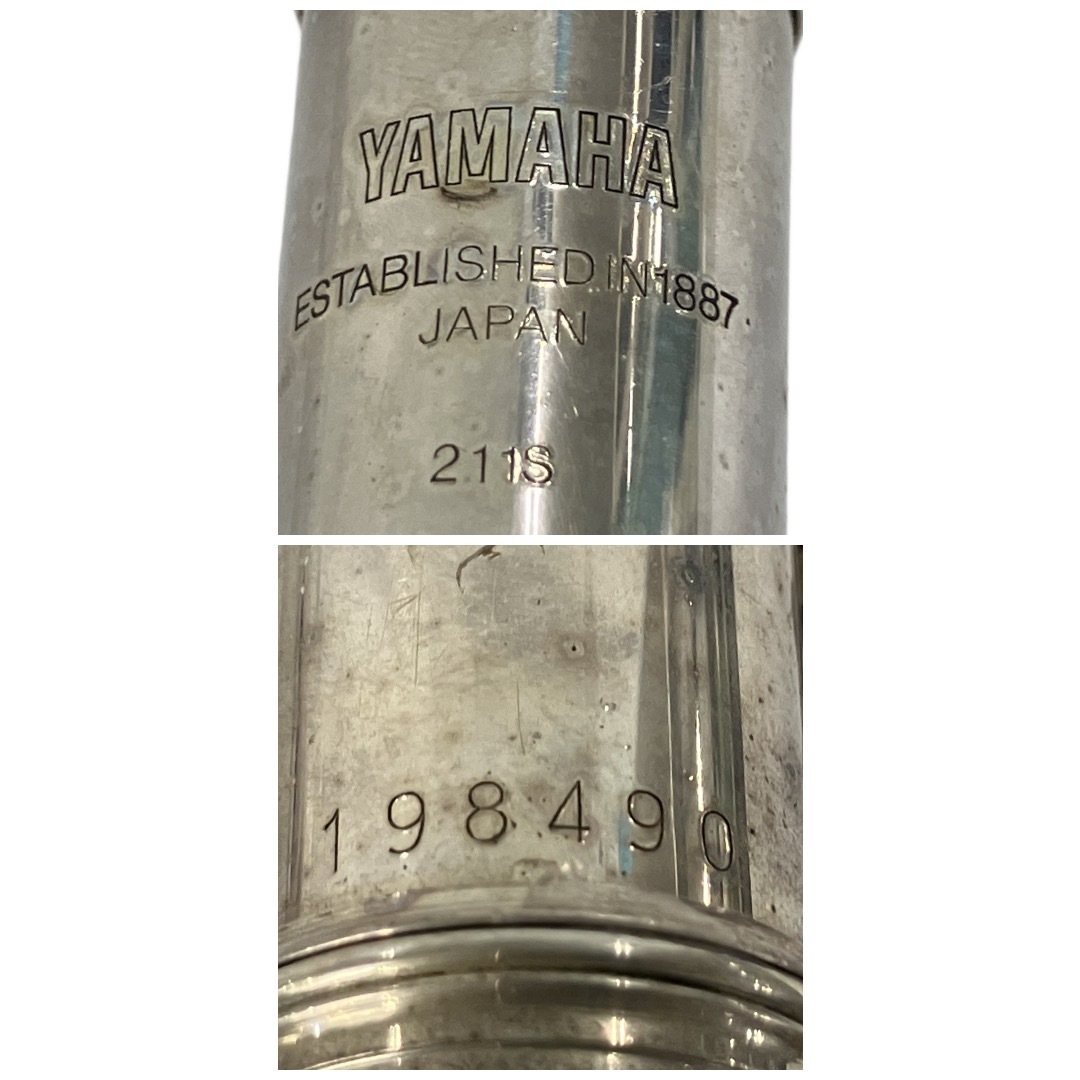 YAMAHA
ESTABLISHED IN 1887.
JAPAN
211S
198490